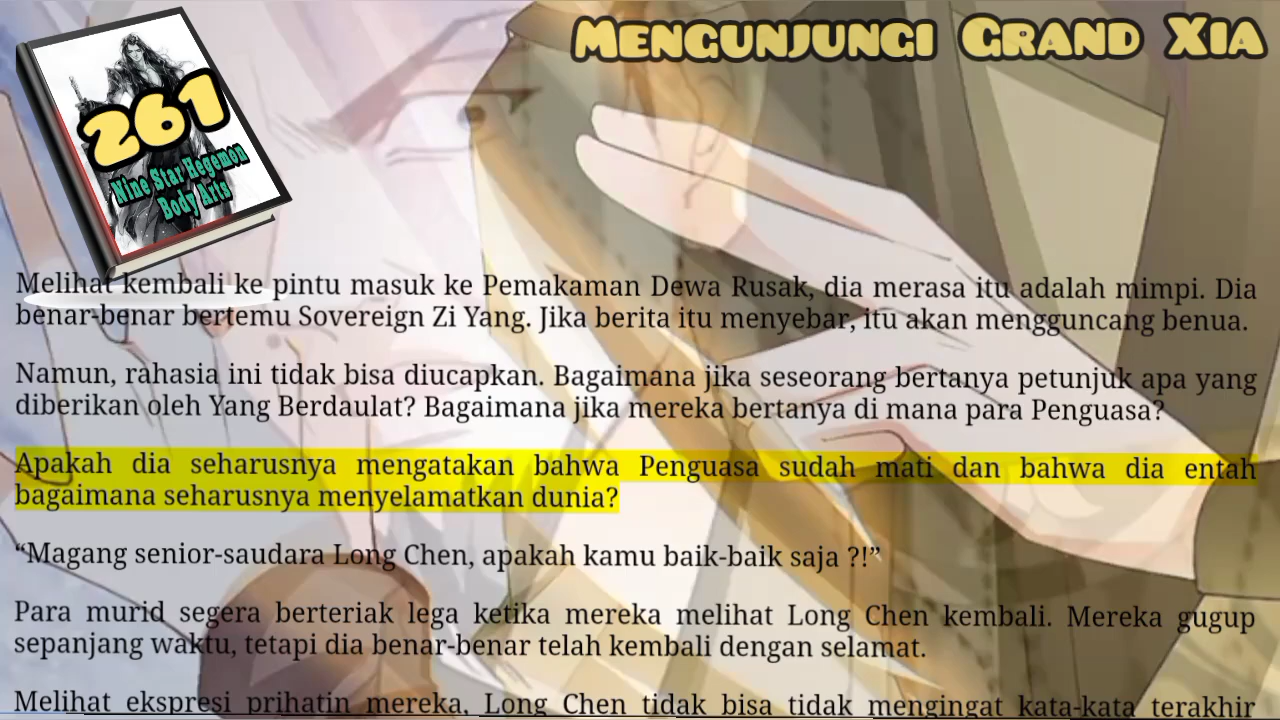 Mengunjungi Grand Xia
261
Nine Star Hegemon
Body Arts
Melihat kembali ke pintu masuk ke Pemakaman Dewa Rusak, dia merasa itu adalah mimpi. Dia
benar-benar bertemu Sovereign Zi Yang. Jika berita itu menyebar, itu akan mengguncang benua.
Namun, rahasia ini tidak bisa diucapkan. Bagaimana jika seseorang bertanya petunjuk apa yang
diberikan oleh Yang Berdaulat? Bagaimana jika mereka bertanya di mana para Penguasa?
Apakah dia seharusnya mengatakan bahwa Penguasa sudah mati dan bahwa dia entah
bagaimana seharusnya menyelamatkan dunia?
“Magang senior-saudara Long Chen, apakah kamu baik-baik saja ?!”
Para murid segera berteriak lega ketika mereka melihat Long Chen kembali. Mereka gugup
sepanjang waktu, tetapi dia benar-benar telah kembali dengan selamat.
Melihat ekspresi prihatin mereka, Long Chen tidak bisa tidak mengingat kata-kata terakhir